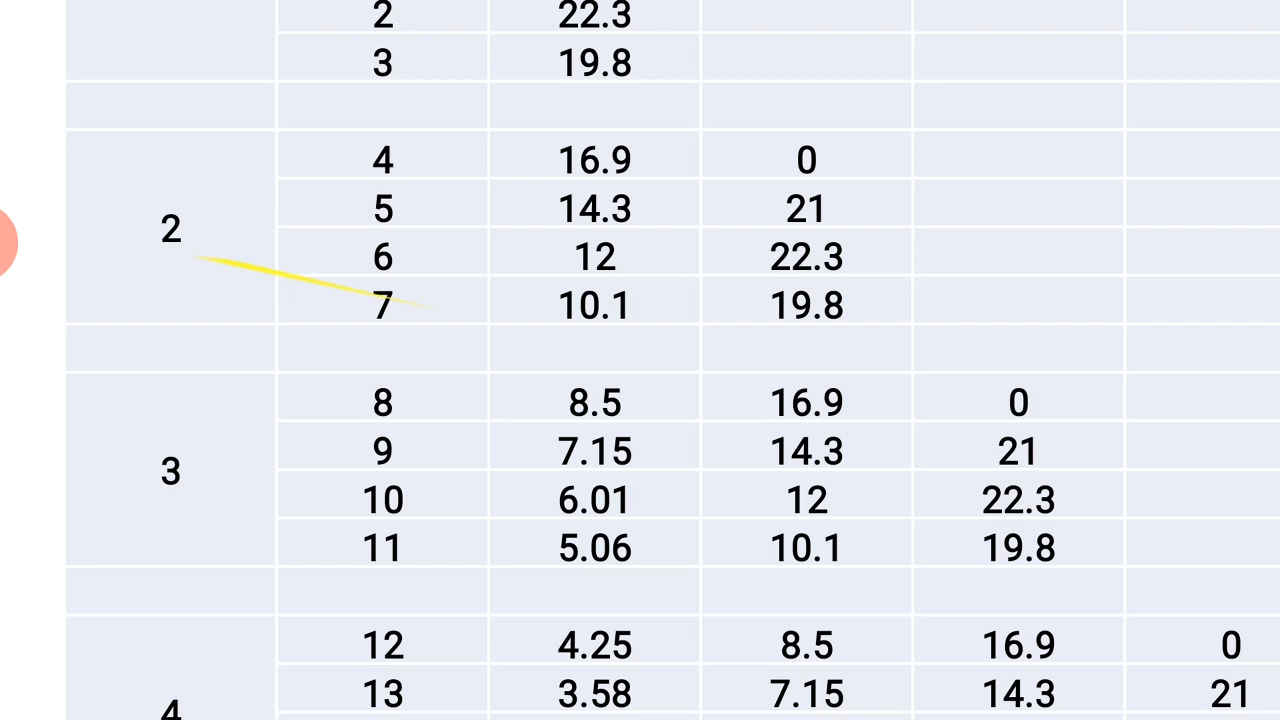 2 22.3
3 19.8
4 16.9 0
5 14.3 21
2
6 12 22.3
7 10.1 19.8
8 8.5 16.9 0
9 7.15 14.3 21
3
10 6.01 12 22.3
11 5.06 10.1 19.8
12 4.25 8.5 16.9 0
13 3.58 7.15 14.3 21
4